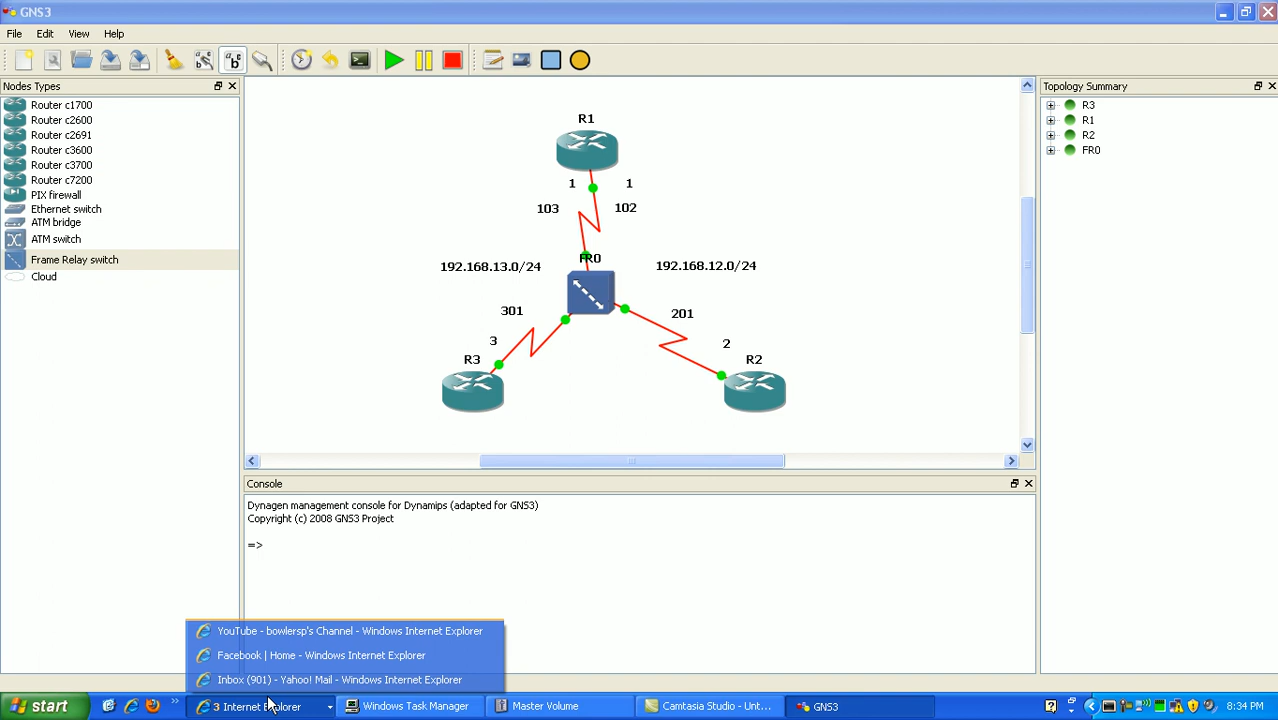 GNS3
File Edit View Help
Nodes Types
Router c1700
Router c2600
Router c2691
Router c3600
Router c3700
Router c7200
PIX firewall
Ethernet switch
ATM bridge
ATM switch
Frame Relay switch
Cloud
R1
1 1
103 102
FR0
192.168.13.0/24 192.168.12.0/24
301 201
3 2
R3 R2
Topology Summary
R3
R1
R2
FR0
Console
Dynagen management console for Dynamips (adapted for GNS3)
Copyright (c) 2008 GNS3 Project
=>
YouTube - bowlersp's Channel - Windows Internet Explorer
Facebook | Home - Windows Internet Explorer
Inbox (901) - Yahoo! Mail - Windows Internet Explorer
start 3 Internet Explorer Windows Task Manager Master Volume Camtasia Studio - Unt... GNS3 8:34 PM